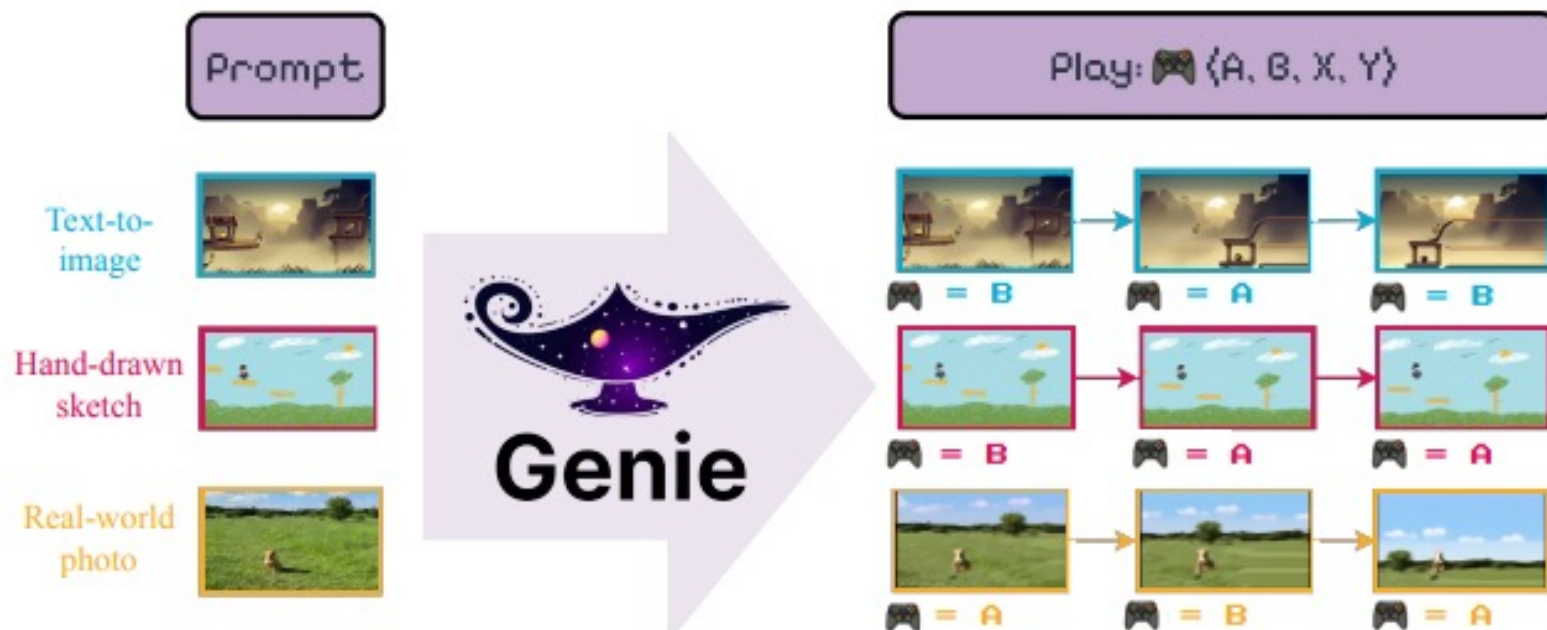 Prompt
Play: {A, B, X, Y}
Text-to-
image
= B
= A
= B
Hand-drawn
sketch
= B
= A
= A
Real-world
photo
= A
= B
= A
Genie